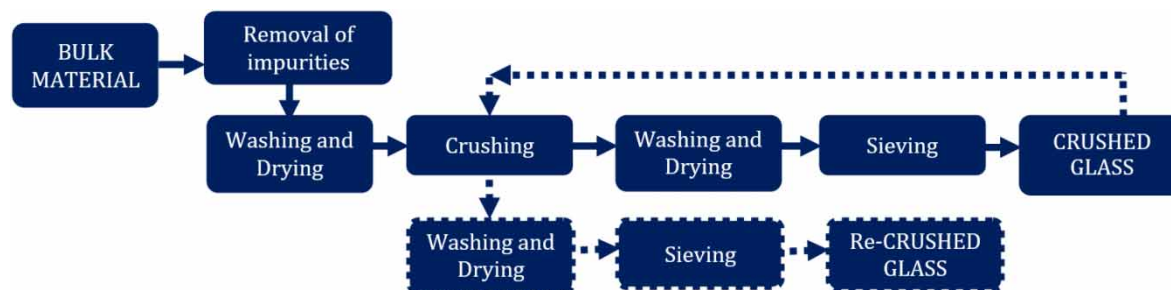 BULK
MATERIAL
Removal of
impurities
Washing and
Drying
Crushing
Washing and
Drying
Sieving
CRUSHED
GLASS
Washing and
Drying
Sieving
Re-CRUSHED
GLASS